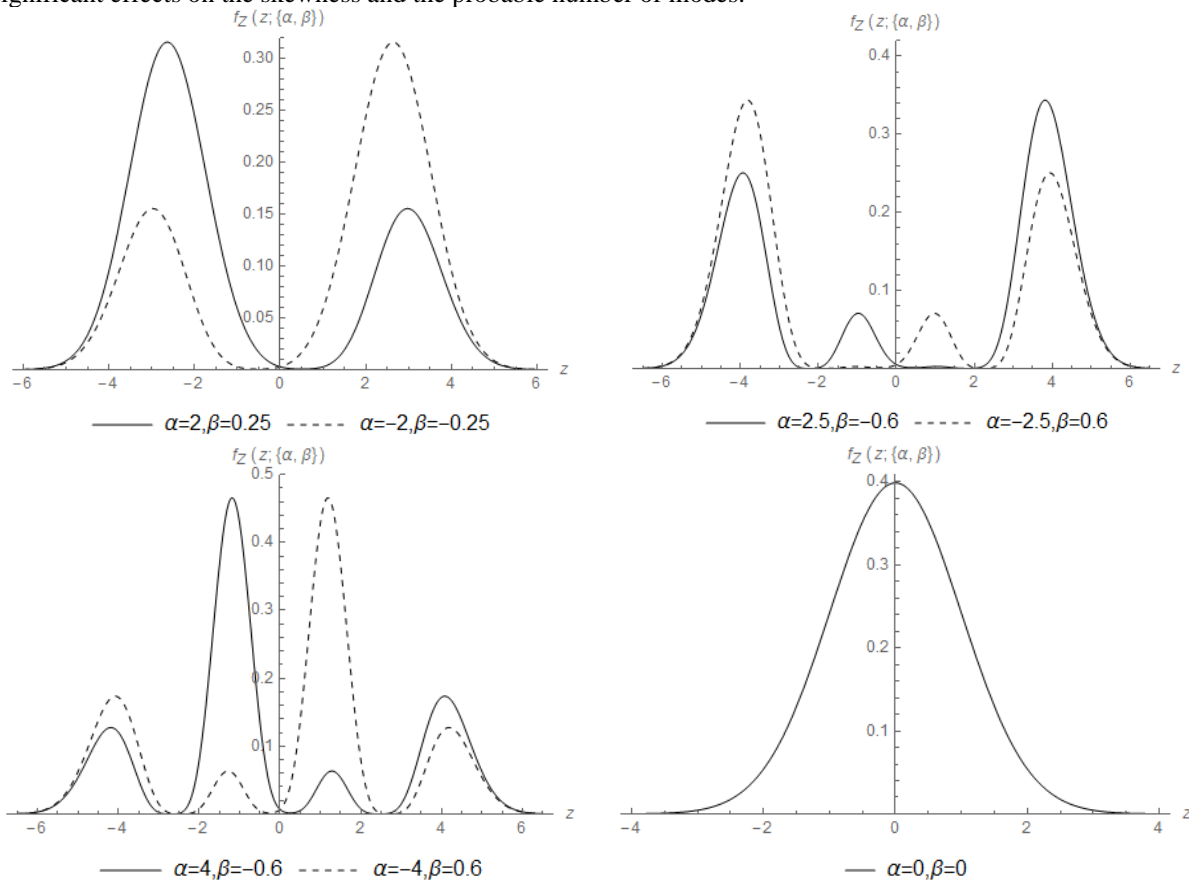 significant effects on the skewness and the probable number of modes.
f_Z(z;{α, β})
0.30
0.25
0.20
0.15
0.10
0.05
−6 −4 −2 0 2 4 6 z
α=2,β=0.25 α=−2,β=−0.25
f_Z(z;{α, β})
0.4
0.3
0.2
0.1
−6 −4 −2 0 2 4 6 z
α=2.5,β=−0.6 α=−2.5,β=0.6
f_Z(z;{α, β})
0.5
0.4
0.3
0.2
0.1
−6 −4 −2 0 2 4 6 z
α=4,β=−0.6 α=−4,β=0.6
f_Z(z;{α, β})
0.4
0.3
0.2
0.1
−4 −2 0 2 4 z
α=0,β=0